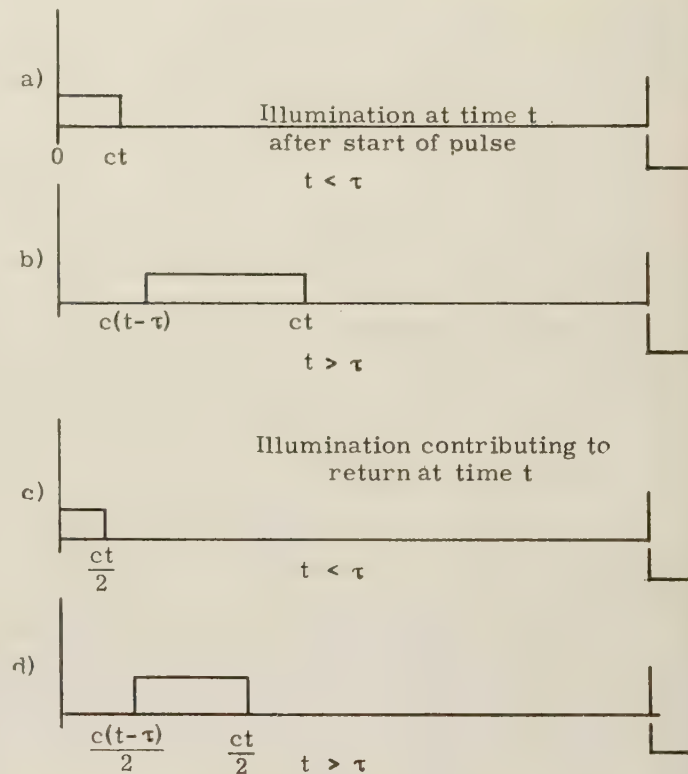 a)
Illumination at time t
after start of pulse
0 ct
t < τ
b)
c(t-τ) ct
t > τ
Illumination contributing to
return at time t
c)
ct
2
t < τ
d)
c(t-τ) ct
2 2
t > τ